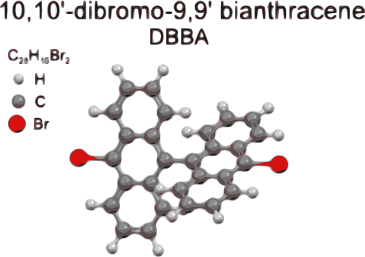 10,10'-dibromo-9,9' bianthracene
DBBA
C₂₈H₁₆Br₂
H
C
Br